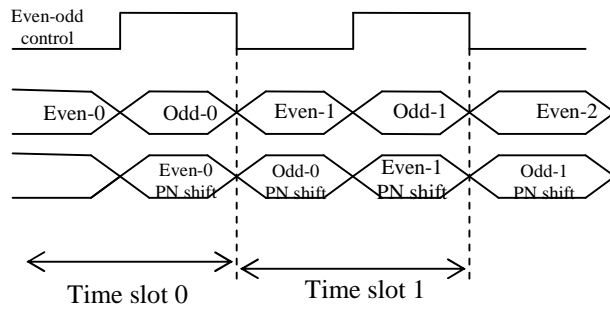 Even-odd
control
Even-0
Odd-0
Even-1
Odd-1
Even-2
Even-0
PN shift
Odd-0
PN shift
Even-1
PN shift
Odd-1
PN shift
Time slot 0
Time slot 1